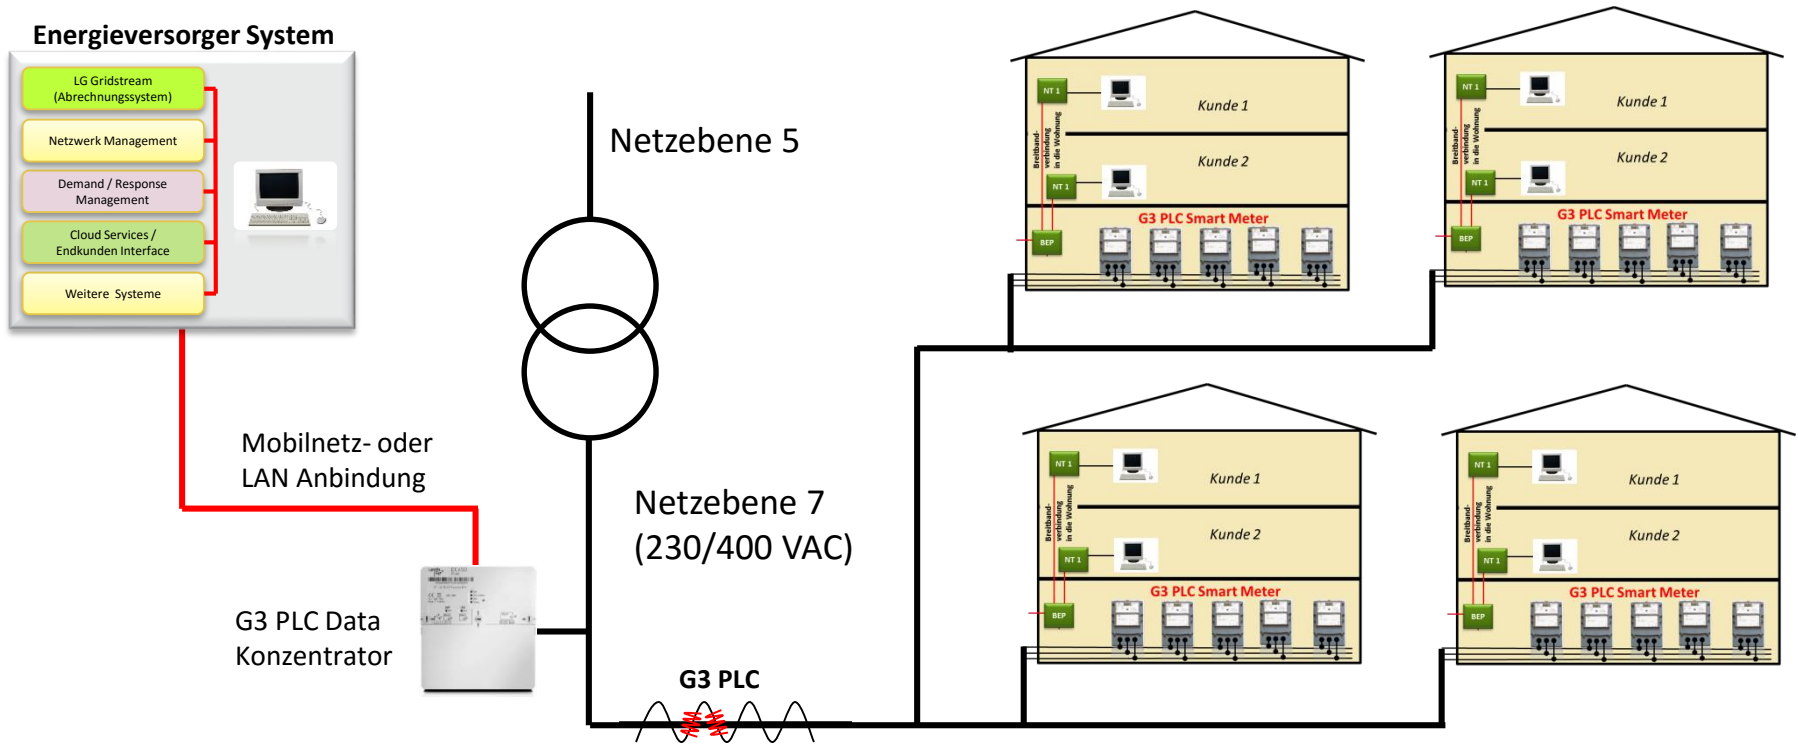 Energieversorger System
LG Gridstream
(Abrechnungssystem)
Netzwerk Management
Demand / Response
Management
Cloud Services /
Endkunden Interface
Weitere Systeme
Mobilnetz- oder
LAN Anbindung
G3 PLC Data
Konzentrator
Netzebene 5
Netzebene 7
(230/400 VAC)
G3 PLC
NT 1
Kunde 1
Breitband-
verbindung
in die Wohnung
Kunde 2
NT 1
G3 PLC Smart Meter
BEP
NT 1
Kunde 1
Breitband-
verbindung
in die Wohnung
Kunde 2
NT 1
G3 PLC Smart Meter
BEP
NT 1
Kunde 1
Breitband-
verbindung
in die Wohnung
Kunde 2
NT 1
G3 PLC Smart Meter
BEP
NT 1
Kunde 1
Breitband-
verbindung
in die Wohnung
Kunde 2
NT 1
G3 PLC Smart Meter
BEP